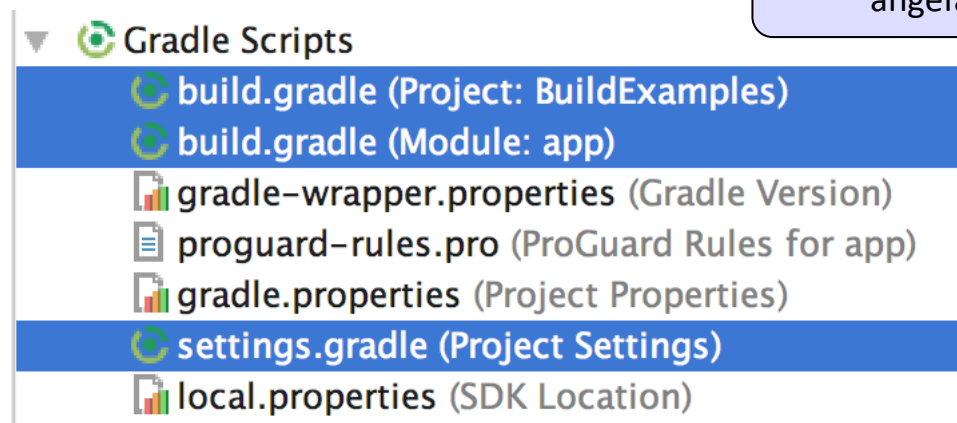 Gradle Scripts
build.gradle (Project: BuildExamples)
build.gradle (Module: app)
gradle-wrapper.properties (Gradle Version)
proguard-rules.pro (ProGuard Rules for app)
gradle.properties (Project Properties)
settings.gradle (Project Settings)
local.properties (SDK Location)